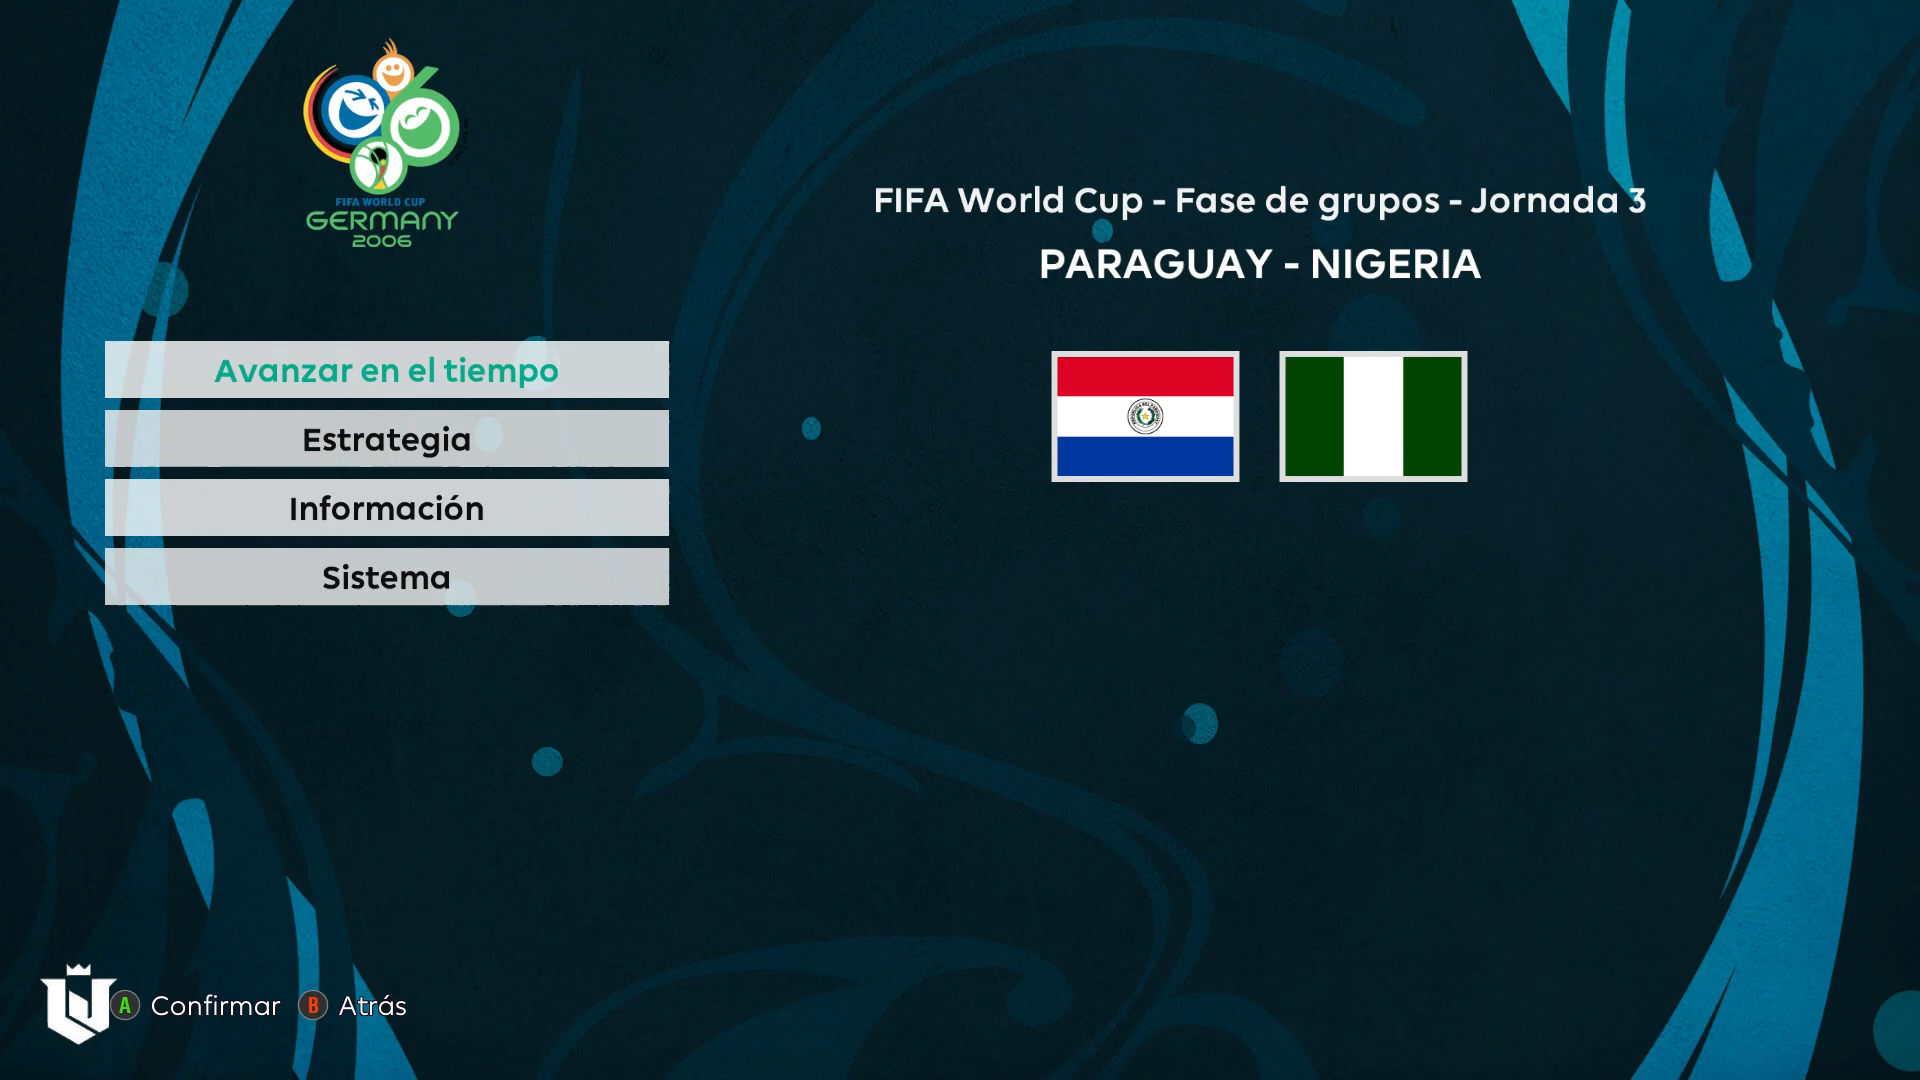 FIFA WORLD CUP
GERMANY
2006
FIFA World Cup - Fase de grupos - Jornada 3
PARAGUAY - NIGERIA
Avanzar en el tiempo
Estrategia
Información
Sistema
A Confirmar B Atrás